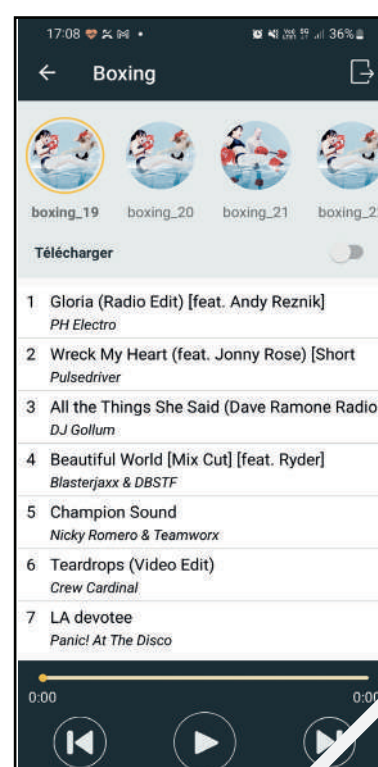 17:08 36%
Boxing
boxing_19 boxing_20 boxing_21 boxing_2
Télécharger
1 Gloria (Radio Edit) [feat. Andy Reznik]
PH Electro
2 Wreck My Heart (feat. Jonny Rose) [Short
Pulsedriver
3 All the Things She Said (Dave Ramone Radio
DJ Gollum
4 Beautiful World [Mix Cut] [feat. Ryder]
Blasterjaxx & DBSTF
5 Champion Sound
Nicky Romero & Teamworx
6 Teardrops (Video Edit)
Crew Cardinal
7 LA devotee
Panic! At The Disco
0:00 0:00